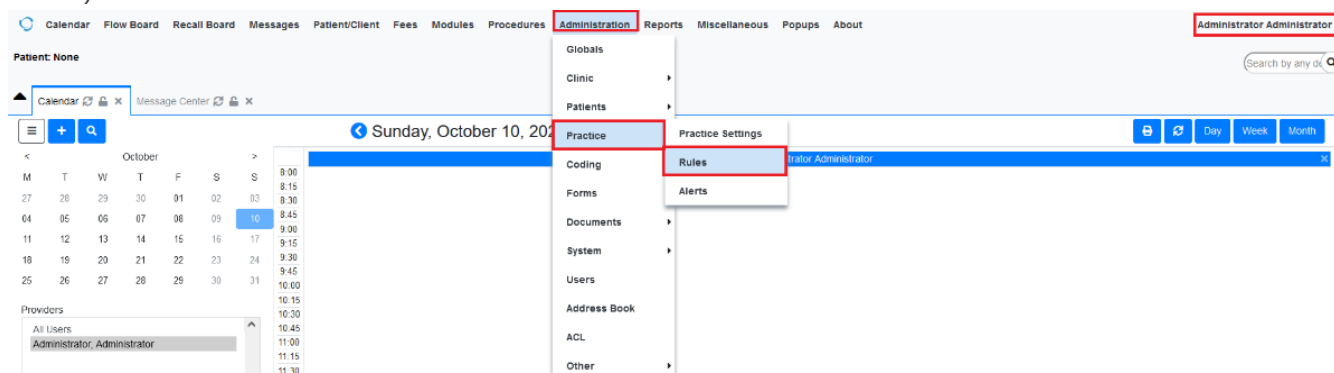 Calendar Flow Board Recall Board Messages Patient/Client Fees Modules Procedures Administration Reports Miscellaneous Popups About Administrator Administrator
Patient: None
Search by any
Globals
Clinic
Patients
Practice
Coding
Forms
Documents
System
Users
Address Book
ACL
Other
Practice Settings
Rules
Alerts
Calendar Message Center
Sunday, October 10, 202
Day Week Month
trator Administrator
< October >
M T W T F S S
27 28 29 30 01 02 03
04 05 06 07 08 09 10
11 12 13 14 15 16 17
18 19 20 21 22 23 24
25 26 27 28 29 30 31
Providers
All Users
Administrator, Administrator
8:00
8:15
8:30
8:45
9:00
9:15
9:30
9:45
10:00
10:15
10:30
10:45
11:00
11:15
11:30